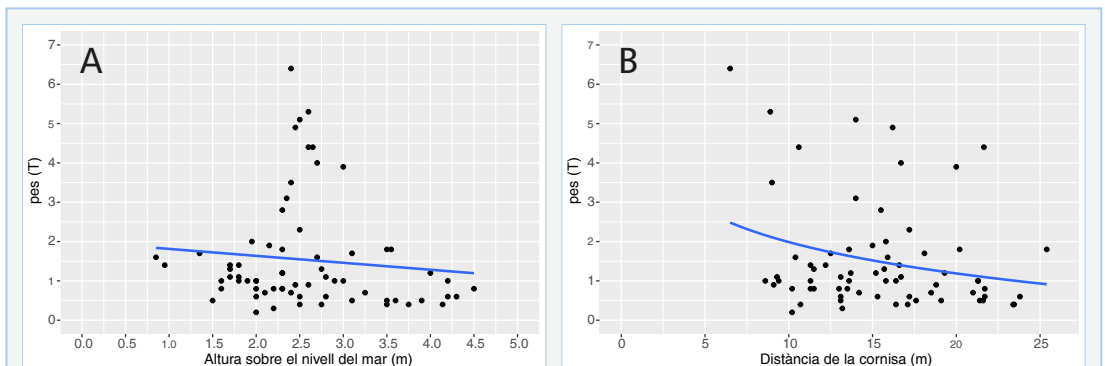 A
7
6
5
4
3
2
1
0
pes (T)
0.0 0.5 1.0 1.5 2.0 2.5 3.0 3.5 4.0 4.5 5.0
Altura sobre el nivell del mar (m)
B
7
6
5
4
3
2
1
0
pes (T)
0 5 10 15 20 25
Distància de la cornisa (m)